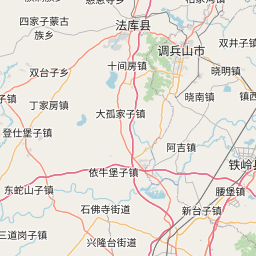 四家子蒙古
族乡
法库县
双井子
调兵山市
双台子乡
十间房镇
晓明镇
丁家房镇
大孤家子镇
晓南镇
登仕堡子镇
阿吉镇
铁岭县
依牛堡子镇
东蛇山子镇
腰堡镇
石佛寺街道
新台子镇
三道岗子镇
兴隆台街道